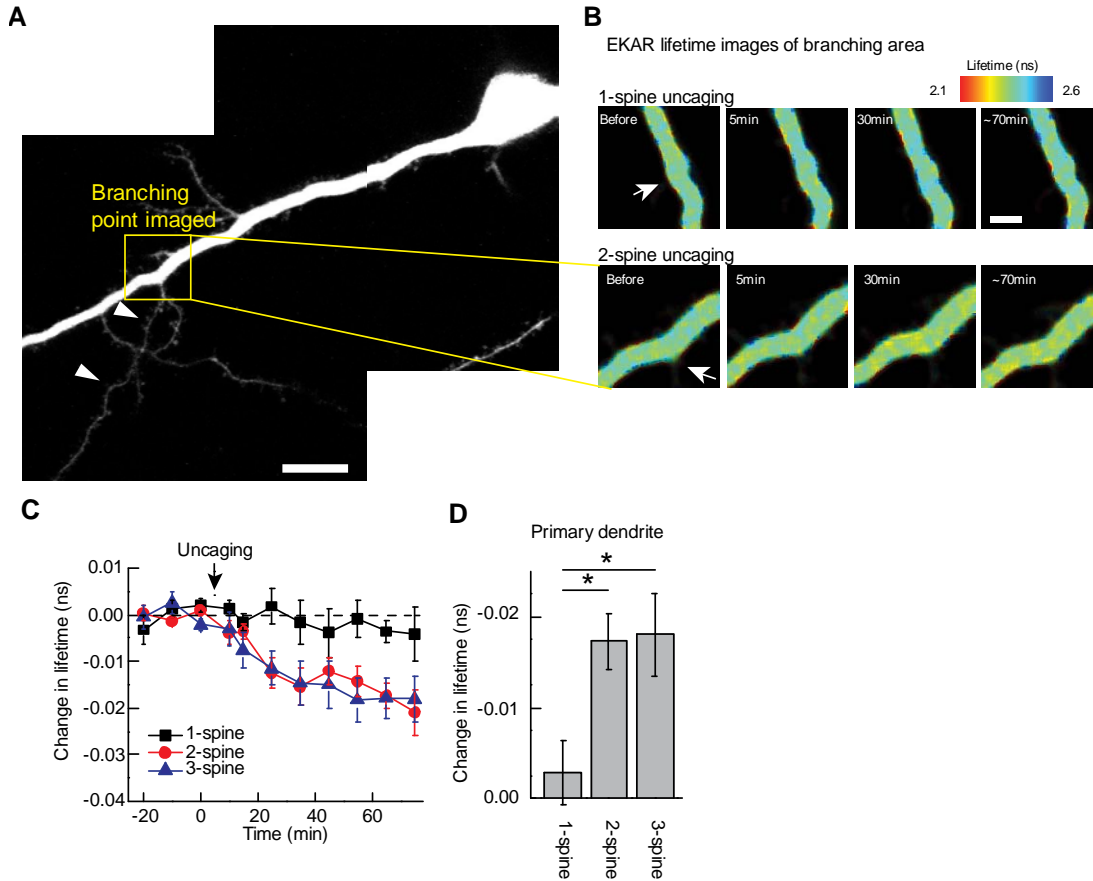 A
Branching
point imaged
B
EKAR lifetime images of branching area
Lifetime (ns)
2.1
2.6
1-spine uncaging
Before
5min
30min
~70min
2-spine uncaging
Before
5min
30min
~70min
C
Uncaging
0.01
0.00
-0.01
-0.02
-0.03
-0.04
Change in lifetime (ns)
1-spine
2-spine
3-spine
-20
0
20
40
60
Time (min)
D
Primary dendrite
*
*
-0.02
-0.01
0.00
Change in lifetime (ns)
1-spine
2-spine
3-spine